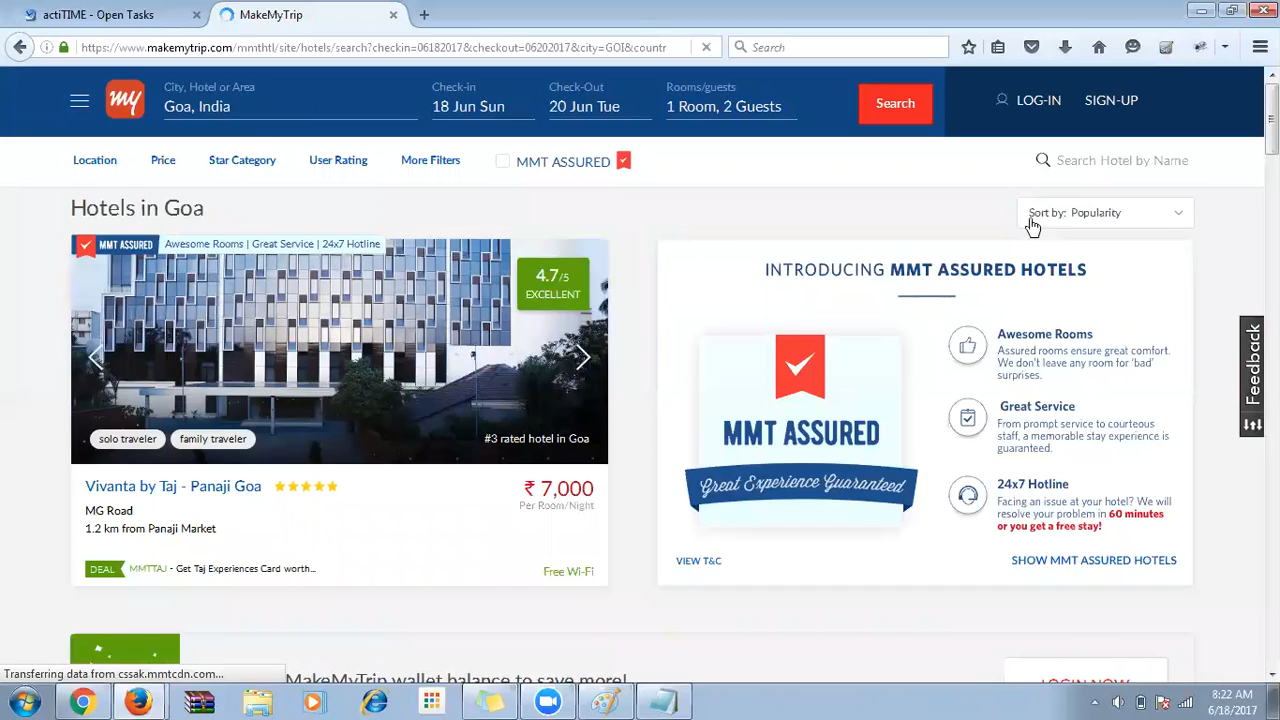 actiTIME - Open Tasks
MakeMyTrip
https://www.makemytrip.com/mmthtl/site/hotels/search?checkin=06182017&checkout=06202017&city=GOI&countr
Search
my
City, Hotel or Area
Goa, India
Check-in
18 Jun Sun
Check-Out
20 Jun Tue
Rooms/guests
1 Room, 2 Guests
Search
LOG-IN
SIGN-UP
Location
Price
Star Category
User Rating
More Filters
MMT ASSURED
Search Hotel by Name
Hotels in Goa
Sort by: Popularity
MMT ASSURED
Awesome Rooms | Great Service | 24x7 Hotline
4.7/5
EXCELLENT
solo traveler
family traveler
#3 rated hotel in Goa
Vivanta by Taj - Panaji Goa
₹ 7,000
Per Room/Night
MG Road
1.2 km from Panaji Market
DEAL
MMTTAJ - Get Taj Experiences Card worth...
Free Wi-Fi
INTRODUCING MMT ASSURED HOTELS
MMT ASSURED
Great Experience Guaranteed
Awesome Rooms
Assured rooms ensure great comfort.
We don't leave any room for 'bad'
surprises.
Great Service
From prompt service to courteous
staff, a memorable stay experience is
guaranteed.
24x7 Hotline
Facing an issue at your hotel? We will
resolve your problem in 60 minutes
or you get a free stay!
VIEW T&C
SHOW MMT ASSURED HOTELS
Feedback
MakeMyTrip wallet balance to save more!
LOGIN NOW
Transferring data from cssak.mmtcdn.com...
8:22 AM
6/18/2017